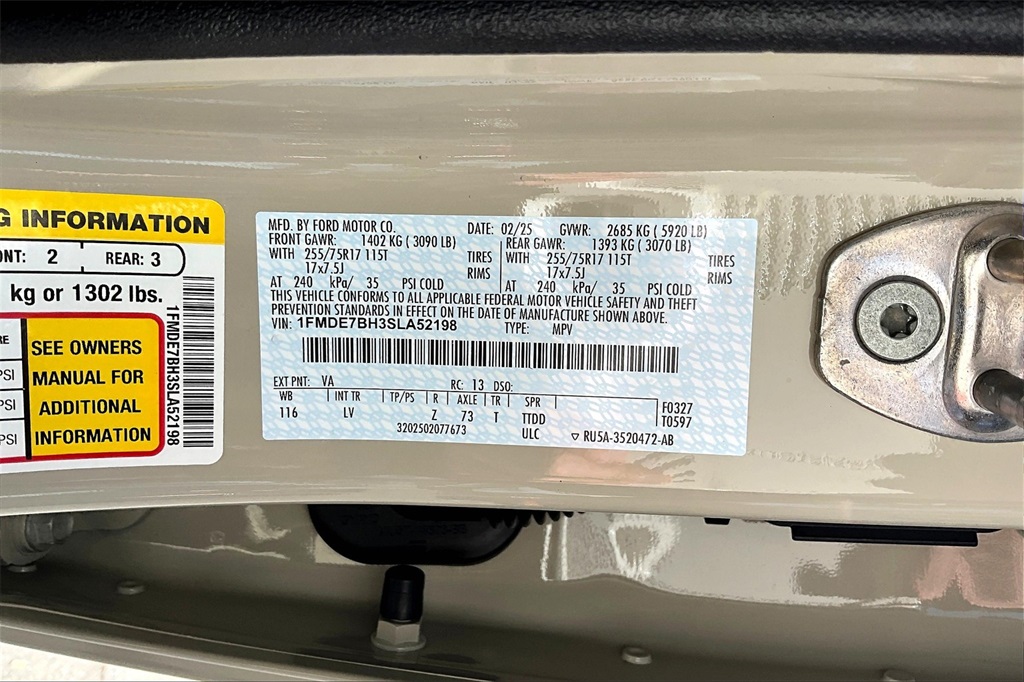 G INFORMATION
ONT: 2 REAR: 3
kg or 1302 lbs.
RE
PSI
PSI
PSI
SEE OWNERS
MANUAL FOR
ADDITIONAL
INFORMATION
1FMDE7BH3SLA52198
MFD. BY FORD MOTOR CO. DATE: 02/25 GVWR: 2685 KG ( 5920 LB)
FRONT GAWR: 1402 KG ( 3090 LB) REAR GAWR: 1393 KG ( 3070 LB)
WITH 255/75R17 115T TIRES WITH 255/75R17 115T TIRES
17x7.5J RIMS 17x7.5J RIMS
AT 240 kPa/ 35 PSI COLD AT 240 kPa/ 35 PSI COLD
THIS VEHICLE CONFORMS TO ALL APPLICABLE FEDERAL MOTOR VEHICLE SAFETY AND THEFT
PREVENTION STANDARDS IN EFFECT ON THE DATE OF MANUFACTURE SHOWN ABOVE.
VIN: 1FMDE7BH3SLA52198 TYPE: MPV
EXT PNT: VA RC: 13 DSO:
WB INT TR TP/PS R AXLE TR SPR F0327
116 LV Z 73 T TTDD T0597
3202502077673 ULC RU5A-3520472-AB